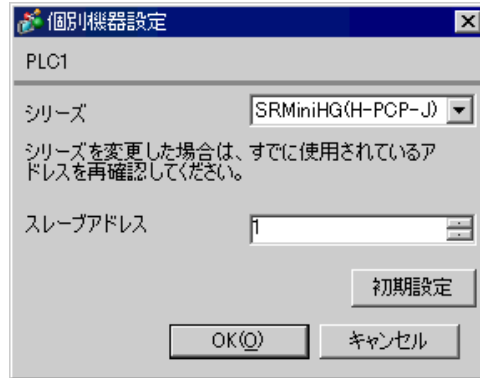 個別機器設定
PLC1
シリーズ
SRMiniHG(H-PCP-J)
シリーズを変更した場合は、すでに使用されているア
ドレスを再確認してください。
スレーブアドレス
1
初期設定
OK(O)
キャンセル